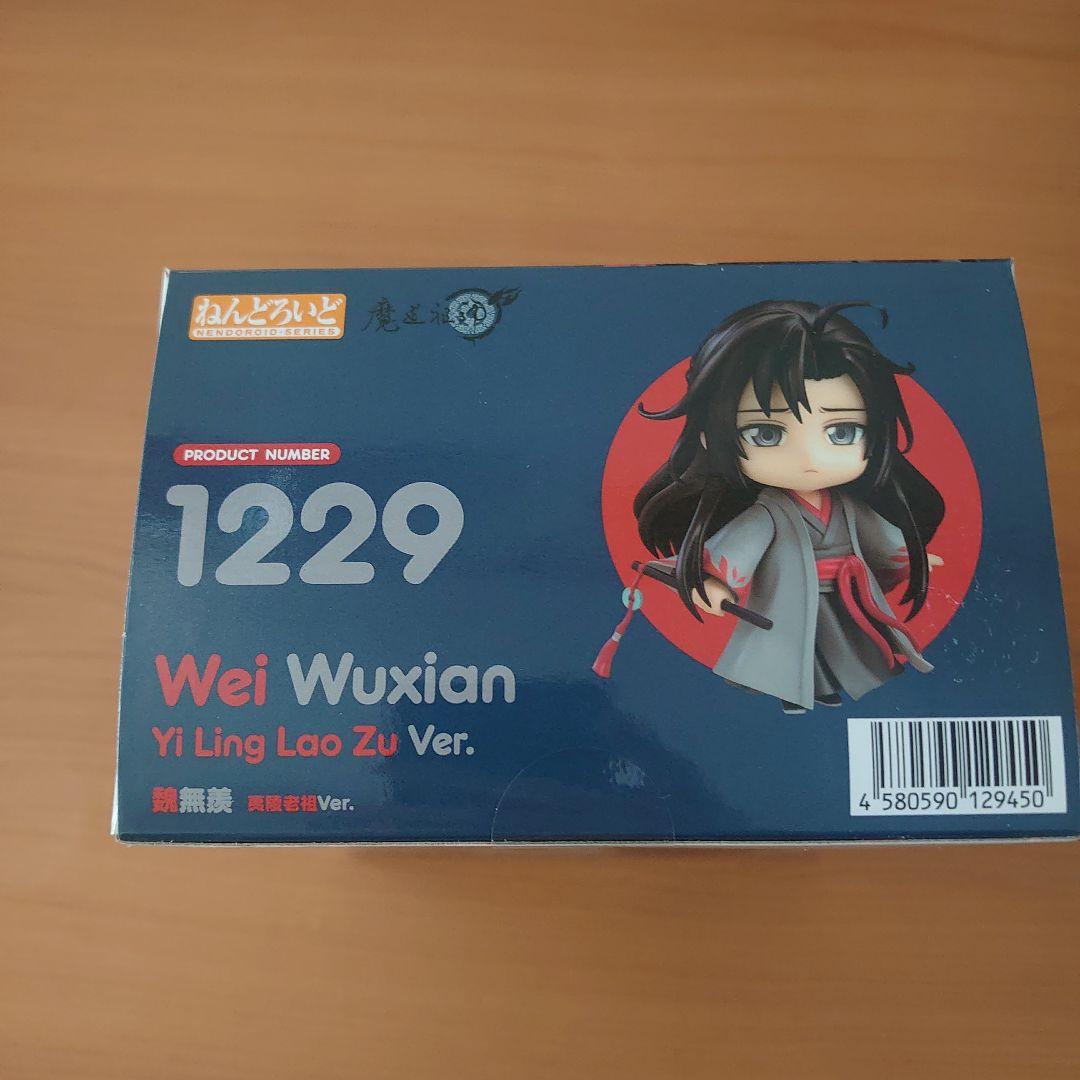 ねんどろいど
NENDOROID·SERIES
魔道祖师
PRODUCT NUMBER
1229
Wei Wuxian
Yi Ling Lao Zu Ver.
魏無羨 夷陵老祖Ver.
4 580590 129450